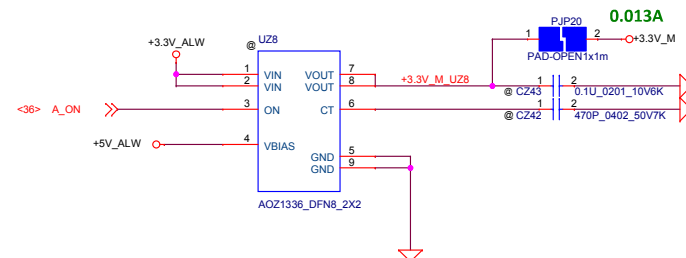 0.013A
PJP20
1 2 +3.3V_M
PAD-OPEN1x1m
+3.3V_ALW
@ UZ8
1 VIN VOUT 7
2 VIN VOUT 8 +3.3V_M_UZ8
@ CZ43 1 2 0.1U_0201_10V6K
<36> A_ON 3 ON CT 6
@ CZ42 1 2 470P_0402_50V7K
+5V_ALW 4 VBIAS
GND 5
GND 9
AOZ1336_DFN8_2X2